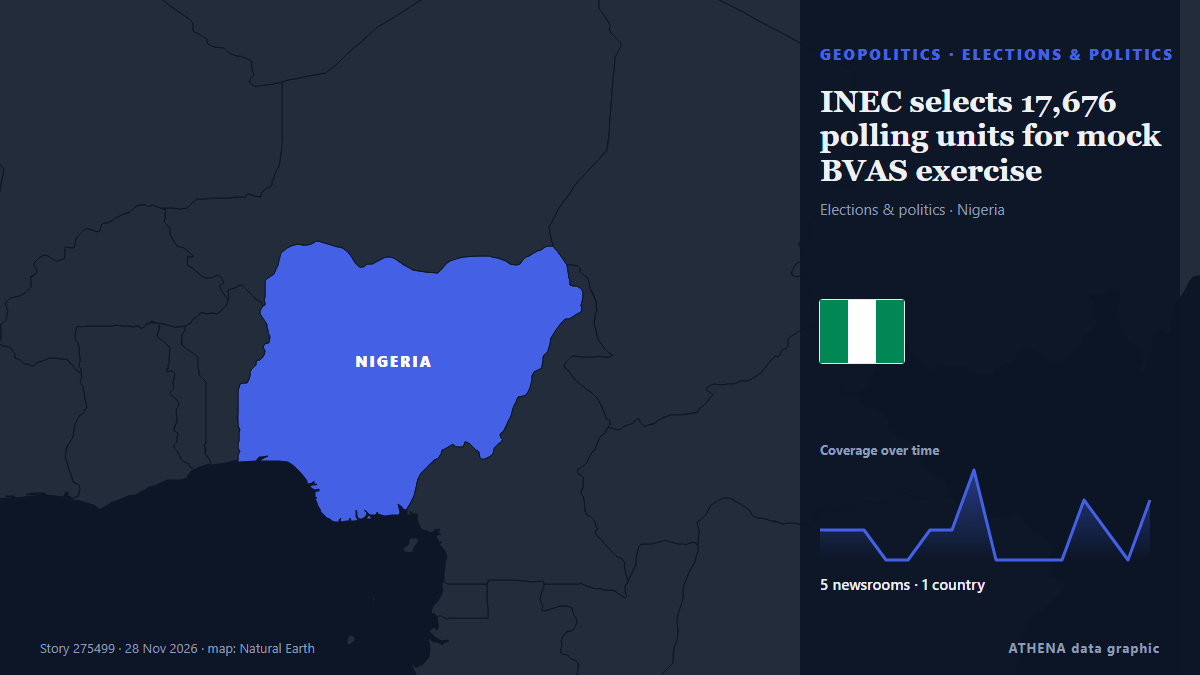 GEOPOLITICS · ELECTIONS & POLITICS
INEC selects 17,676
polling units for mock
BVAS exercise
Elections & politics · Nigeria
NIGERIA
Coverage over time
5 newsrooms · 1 country
Story 275499 · 28 Nov 2026 · map: Natural Earth
ATHENA data graphic